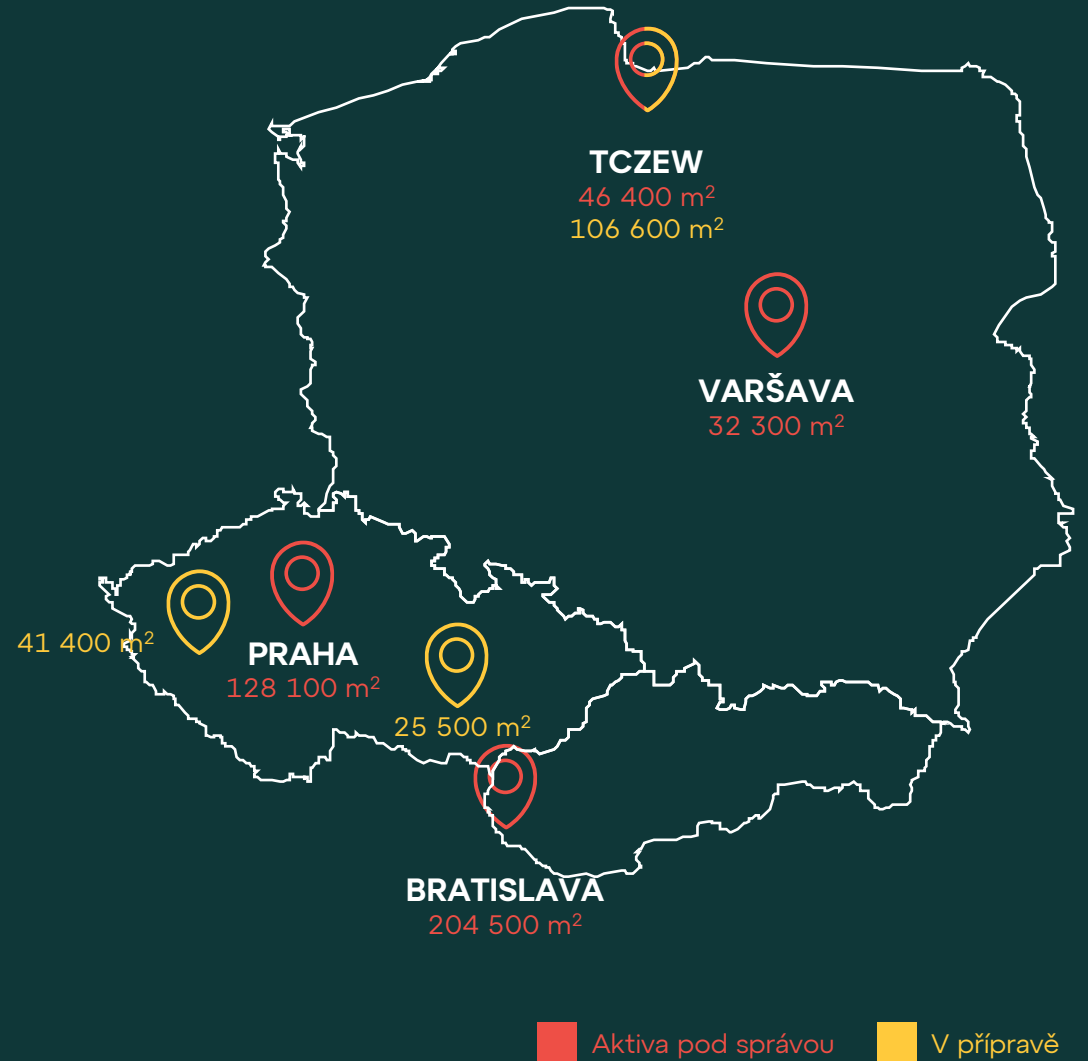 TCZEW
46 400 m²
106 600 m²
VARŠAVA
32 300 m²
41 400 m²
PRAHA
128 100 m²
25 500 m²
BRATISLAVA
204 500 m²
Aktiva pod správou
V přípravě